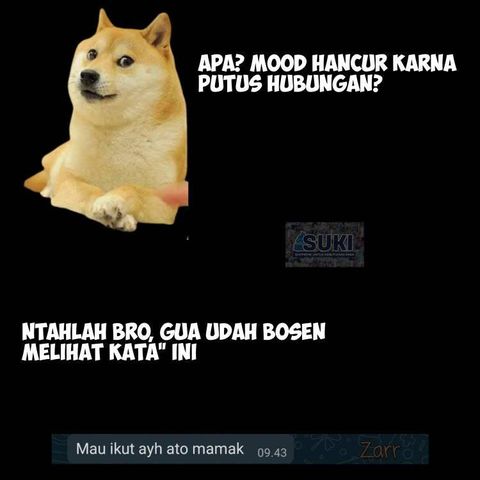 APA? MOOD HANCUR KARNA
PUTUS HUBUNGAN?
SUKI
NTAHLAH BRO, GUA UDAH BOSEN
MELIHAT KATA" INI
Mau ikut ayh ato mamak 09.43
Zarr